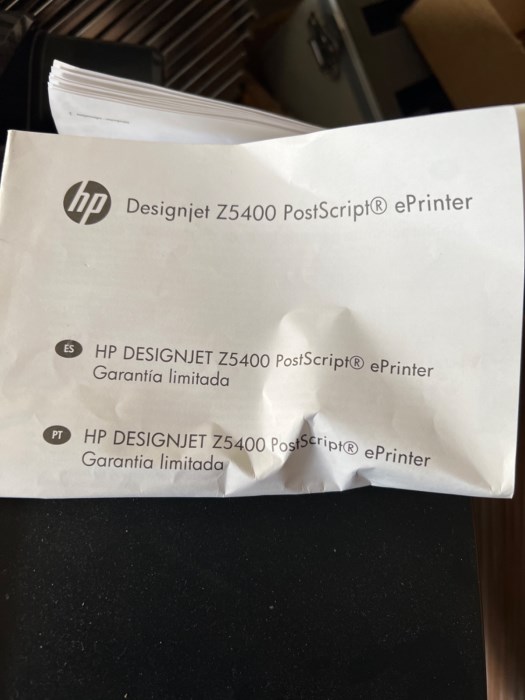 hp Designjet Z5400 PostScript® ePrinter
ES HP DESIGNJET Z5400 PostScript® ePrinter
Garantía limitada
PT HP DESIGNJET Z5400 PostScript® ePrinter
Garantia limitada